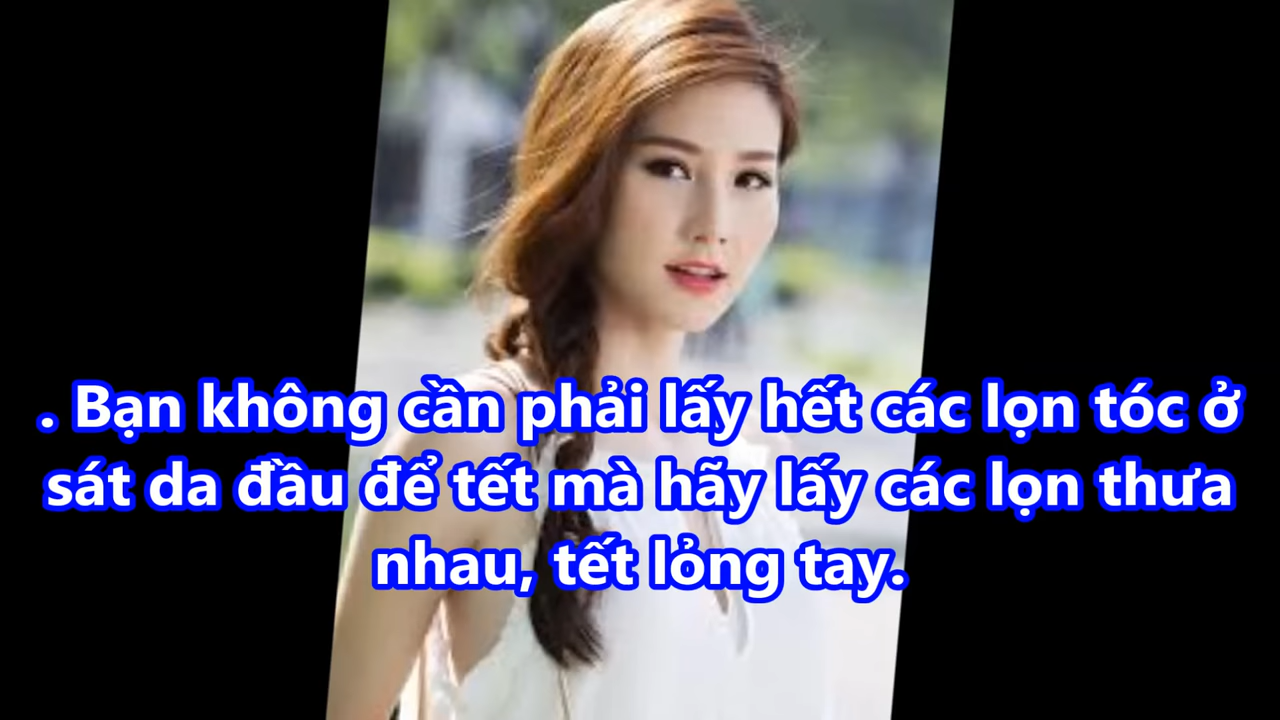 . Bạn không cần phải lấy hết các lọn tóc ở
sát da đầu để tết mà hãy lấy các lọn thưa
nhau, tết lỏng tay.